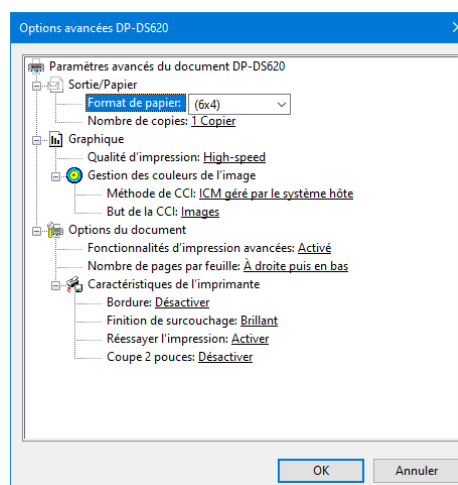 Options avancées DP-DS620
Paramètres avancés du document DP-DS620
Sortie/Papier
Format de papier: (6x4)
Nombre de copies: 1 Copier
Graphique
Qualité d'impression: High-speed
Gestion des couleurs de l'image
Méthode de CCI: ICM géré par le système hôte
But de la CCI: Images
Options du document
Fonctionnalités d'impression avancées: Activé
Nombre de pages par feuille: À droite puis en bas
Caractéristiques de l'imprimante
Bordure: Désactiver
Finition de surcouchage: Brillant
Réessayer l'impression: Activer
Coupe 2 pouces: Désactiver
OK Annuler